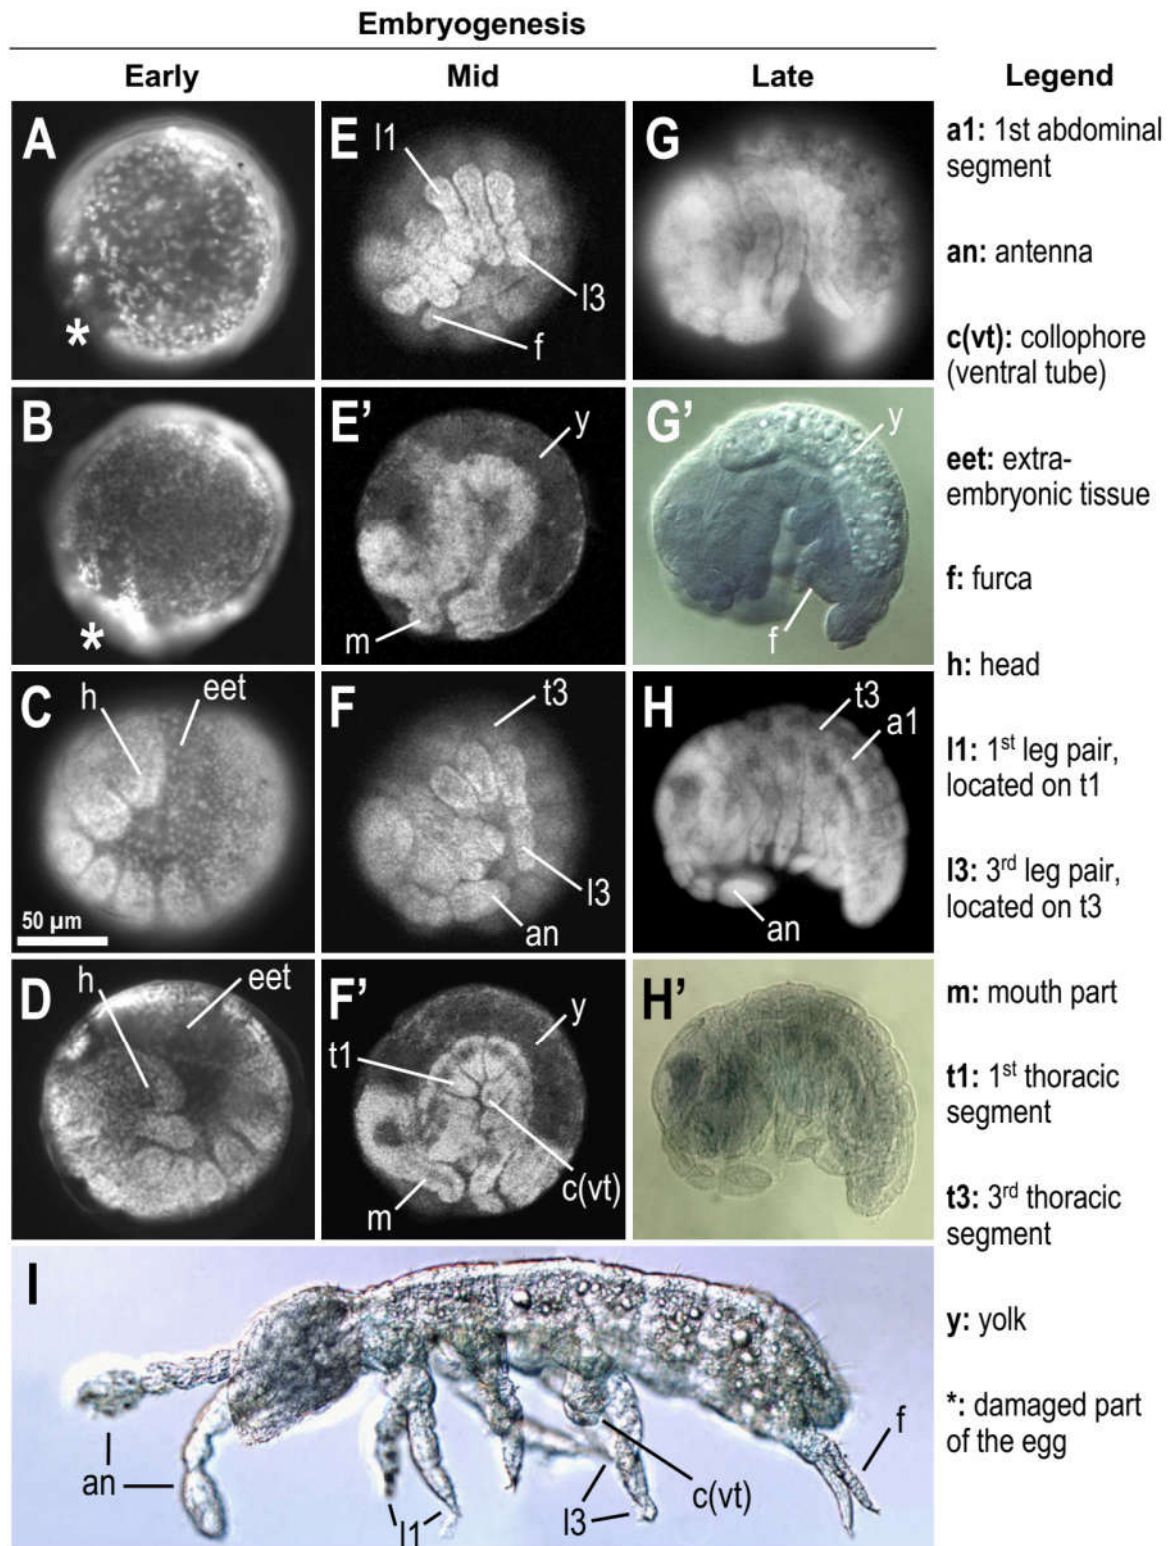 Embryogenesis
Early
Mid
Late
Legend
A
*
B
*
C
h
eet
50 µm
D
h
eet
E
l1
l3
f
E’
y
m
F
t3
l3
an
F’
y
t1
c(vt)
m
G
G’
y
f
H
t3
a1
an
H’
I
an
l1
l3
c(vt)
f
a1: 1st abdominal
segment
an: antenna
c(vt): collophore
(ventral tube)
eet: extra-
embryonic tissue
f: furca
h: head
l1: 1st leg pair,
located on t1
l3: 3rd leg pair,
located on t3
m: mouth part
t1: 1st thoracic
segment
t3: 3rd thoracic
segment
y: yolk
*: damaged part
of the egg